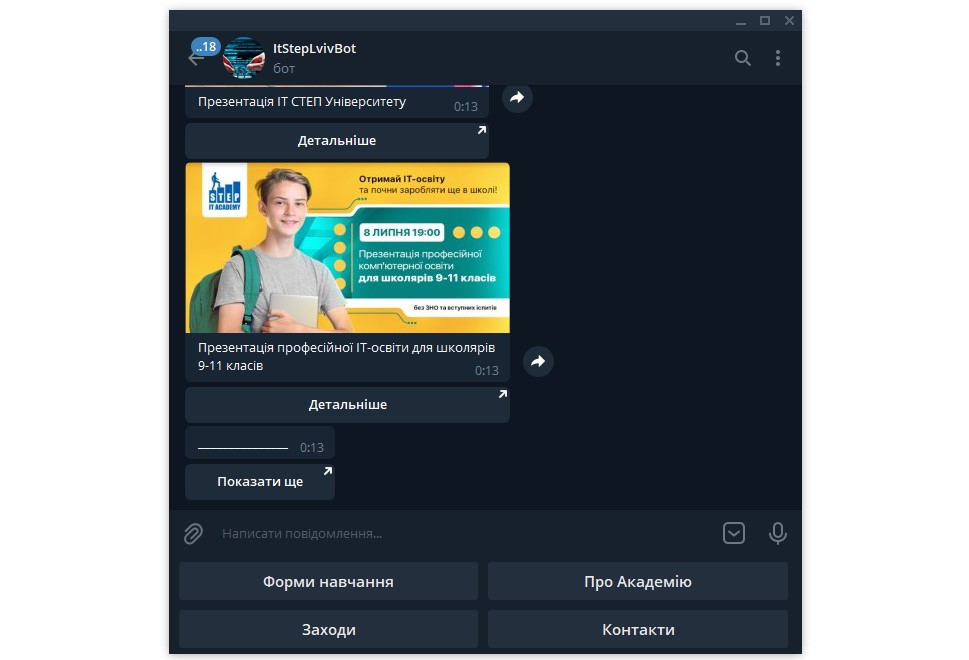 ..18
ItStepLvivBot
бот
Презентація ІТ СТЕП Університету
0:13
Детальніше
STEP
IT ACADEMY
Отримай ІТ-освіту
та почни заробляти ще в школі!
8 ЛИПНЯ 19:00
Презентація професійної
комп'ютерної освіти
для школярів 9-11 класів
без ЗНО та вступних іспитів
Презентація професійної ІТ-освіти для школярів
9-11 класів
0:13
Детальніше
0:13
Показати ще
Написати повідомлення...
Форми навчання
Про Академію
Заходи
Контакти